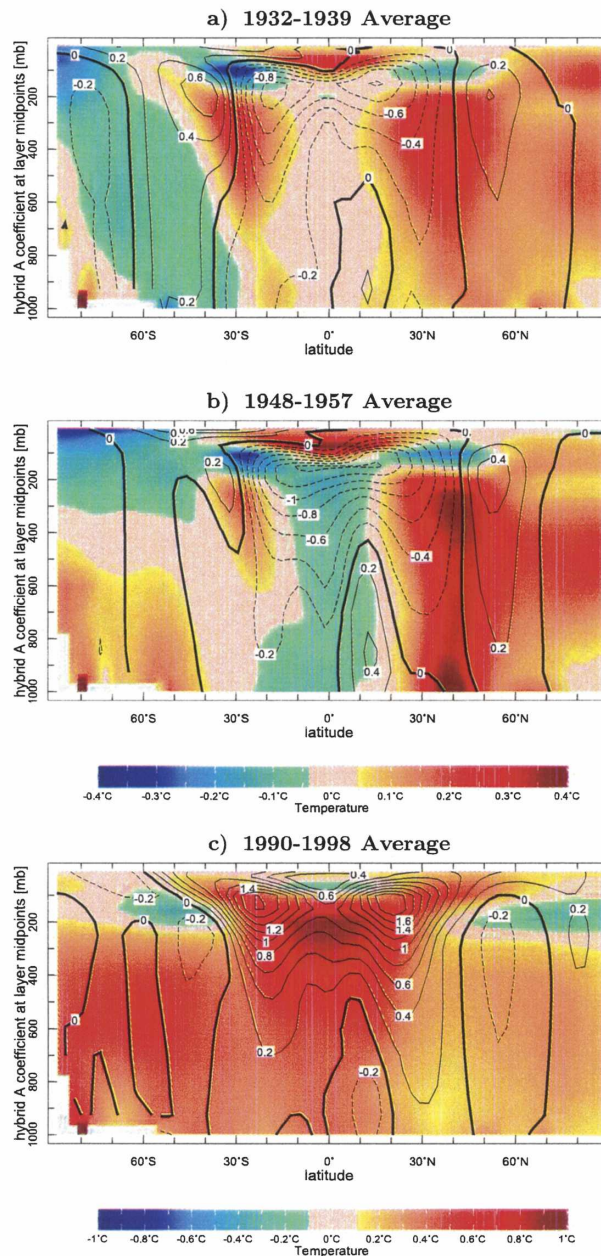 a) 1932-1939 Average
hybrid A coefficient at layer midpoints [mb]
200
400
600
800
1000
0
0
0.2
-0.2
0.6
-0.8
0.4
-0.6
-0.4
0
0
0
-0.2
0.2
60°S
30°S
0°
30°N
60°N
latitude
b) 1948-1957 Average
hybrid A coefficient at layer midpoints [mb]
200
400
600
800
1000
0
0.2
0
0
0.2
-1
-0.8
-0.6
-0.4
0.4
0
0.2
-0.2
-0.2
0.2
0
0.4
60°S
30°S
0°
30°N
60°N
latitude
-0.4°C
-0.3°C
-0.2°C
-0.1°C
0°C
0.1°C
0.2°C
0.3°C
0.4°C
Temperature
c) 1990-1998 Average
hybrid A coefficient at layer midpoints [mb]
200
400
600
800
1000
0.4
-0.2
0
1.4
0.6
0
0
-0.2
1.2
1
0.8
1.6
1.4
1
-0.2
0.2
0.6
0.4
0
0.2
0
-0.2
60°S
30°S
0°
30°N
60°N
latitude
-1°C
-0.8°C
-0.6°C
-0.4°C
-0.2°C
0°C
0.2°C
0.4°C
0.6°C
0.8°C
1°C
Temperature